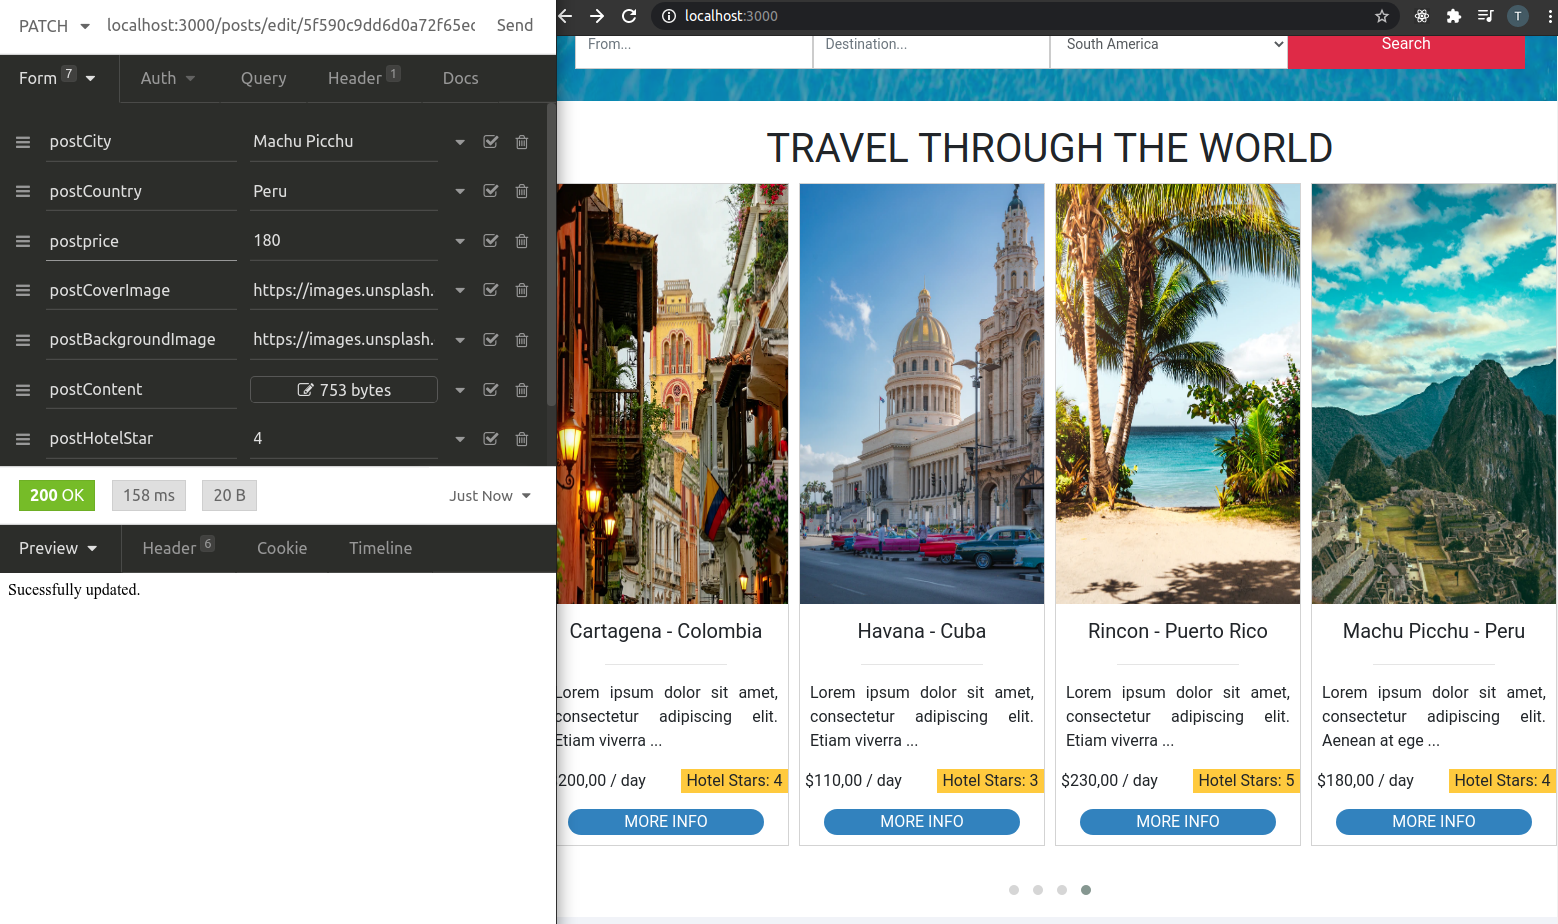 PATCH localhost:3000/posts/edit/5f590c9dd6d0a72f65ec Send
Form 7 Auth Query Header 1 Docs
postCity Machu Picchu
postCountry Peru
postprice 180
postCoverImage https://images.unsplash.
postBackgroundImage https://images.unsplash.
postContent 753 bytes
postHotelStar 4
200 OK 158 ms 20 B Just Now
Preview Header 6 Cookie Timeline
Sucessfully updated.
localhost:3000 T
From... Destination... South America Search
TRAVEL THROUGH THE WORLD
Cartagena - Colombia
Lorem ipsum dolor sit amet,
consectetur adipiscing elit.
Etiam viverra ...
200,00 / day Hotel Stars: 4
MORE INFO
Havana - Cuba
Lorem ipsum dolor sit amet,
consectetur adipiscing elit.
Etiam viverra ...
$110,00 / day Hotel Stars: 3
MORE INFO
Rincon - Puerto Rico
Lorem ipsum dolor sit amet,
consectetur adipiscing elit.
Etiam viverra ...
$230,00 / day Hotel Stars: 5
MORE INFO
Machu Picchu - Peru
Lorem ipsum dolor sit amet,
consectetur adipiscing elit.
Aenean at ege ...
$180,00 / day Hotel Stars: 4
MORE INFO